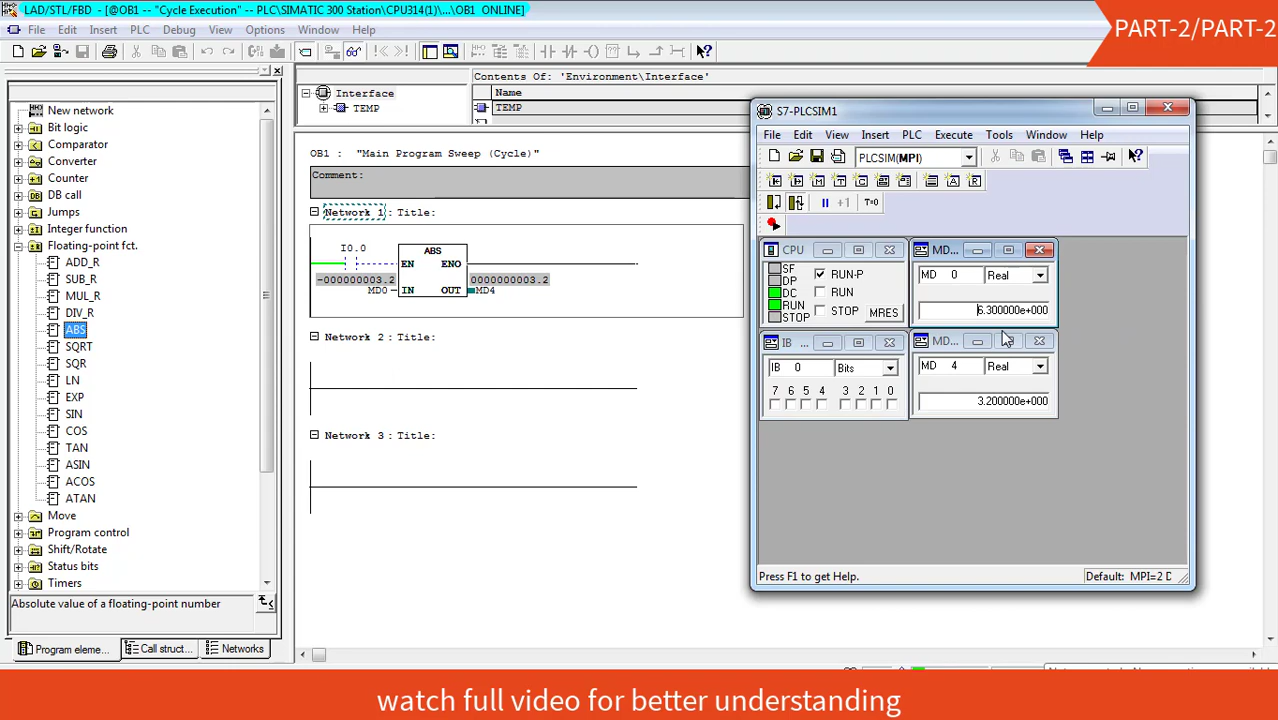 LAD/STL/FBD - [@OB1 -- "Cycle Execution" -- PLC\SIMATIC 300 Station\CPU314(1)\...\OB1 ONLINE]
PART-2/PART-2
File Edit Insert PLC Debug View Options Window Help
New network
Bit logic
Comparator
Converter
Counter
DB call
Jumps
Integer function
Floating-point fct.
ADD_R
SUB_R
MUL_R
DIV_R
ABS
SQRT
SQR
LN
EXP
SIN
COS
TAN
ASIN
ACOS
ATAN
Move
Program control
Shift/Rotate
Status bits
Timers
Absolute value of a floating-point number
Program eleme...
Call struct...
Networks
Interface
TEMP
Contents Of: 'Environment\Interface'
Name
TEMP
OB1 : "Main Program Sweep (Cycle)"
Comment:
Network 1 : Title:
I0.0
ABS
EN ENO
-000000003.2
0000000003.2
MD0 IN OUT MD4
Network 2 : Title:
Network 3 : Title:
S7-PLCSIM1
File Edit View Insert PLC Execute Tools Window Help
PLCSIM(MPI)
+1 T=0
CPU
SF
DP
DC
RUN
STOP
RUN-P
RUN
STOP
MRES
MD...
MD 0 Real
6.300000e+000
IB ...
IB 0 Bits
7 6 5 4 3 2 1 0
MD...
MD 4 Real
3.200000e+000
Press F1 to get Help.
Default: MPI=2 D
watch full video for better understanding